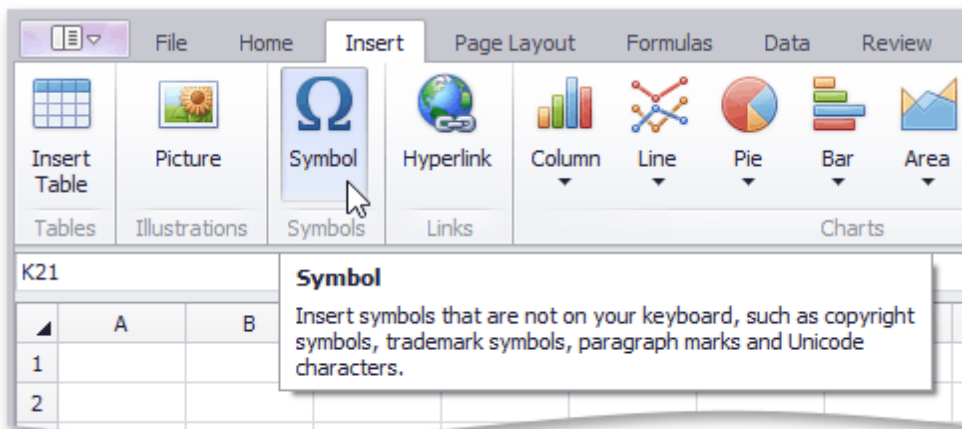 File Home Insert Page Layout Formulas Data Review
Insert Table Picture Symbol Hyperlink Column Line Pie Bar Area
Tables Illustrations Symbols Links Charts
K21
Symbol
Insert symbols that are not on your keyboard, such as copyright
symbols, trademark symbols, paragraph marks and Unicode
characters.
A B
1
2